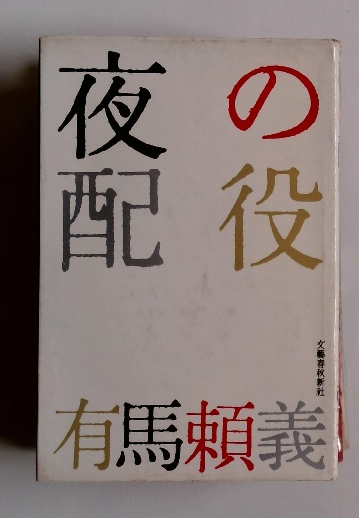 夜の
配役
文藝春秋新社
有馬頼義